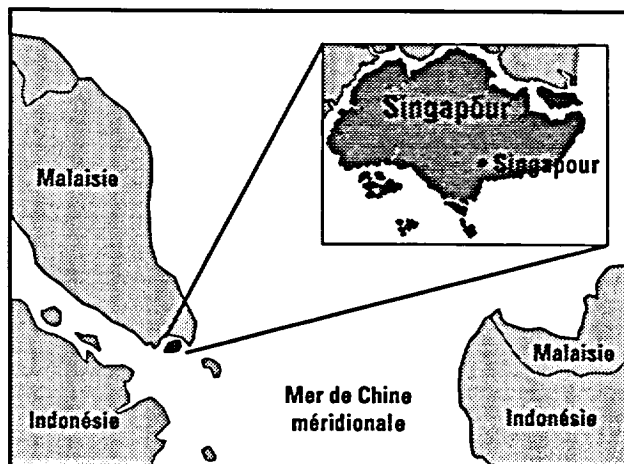 Singapour
Singapour
Malaisie
Malaisie
Mer de Chine
méridionale
Indonésie
Indonésie